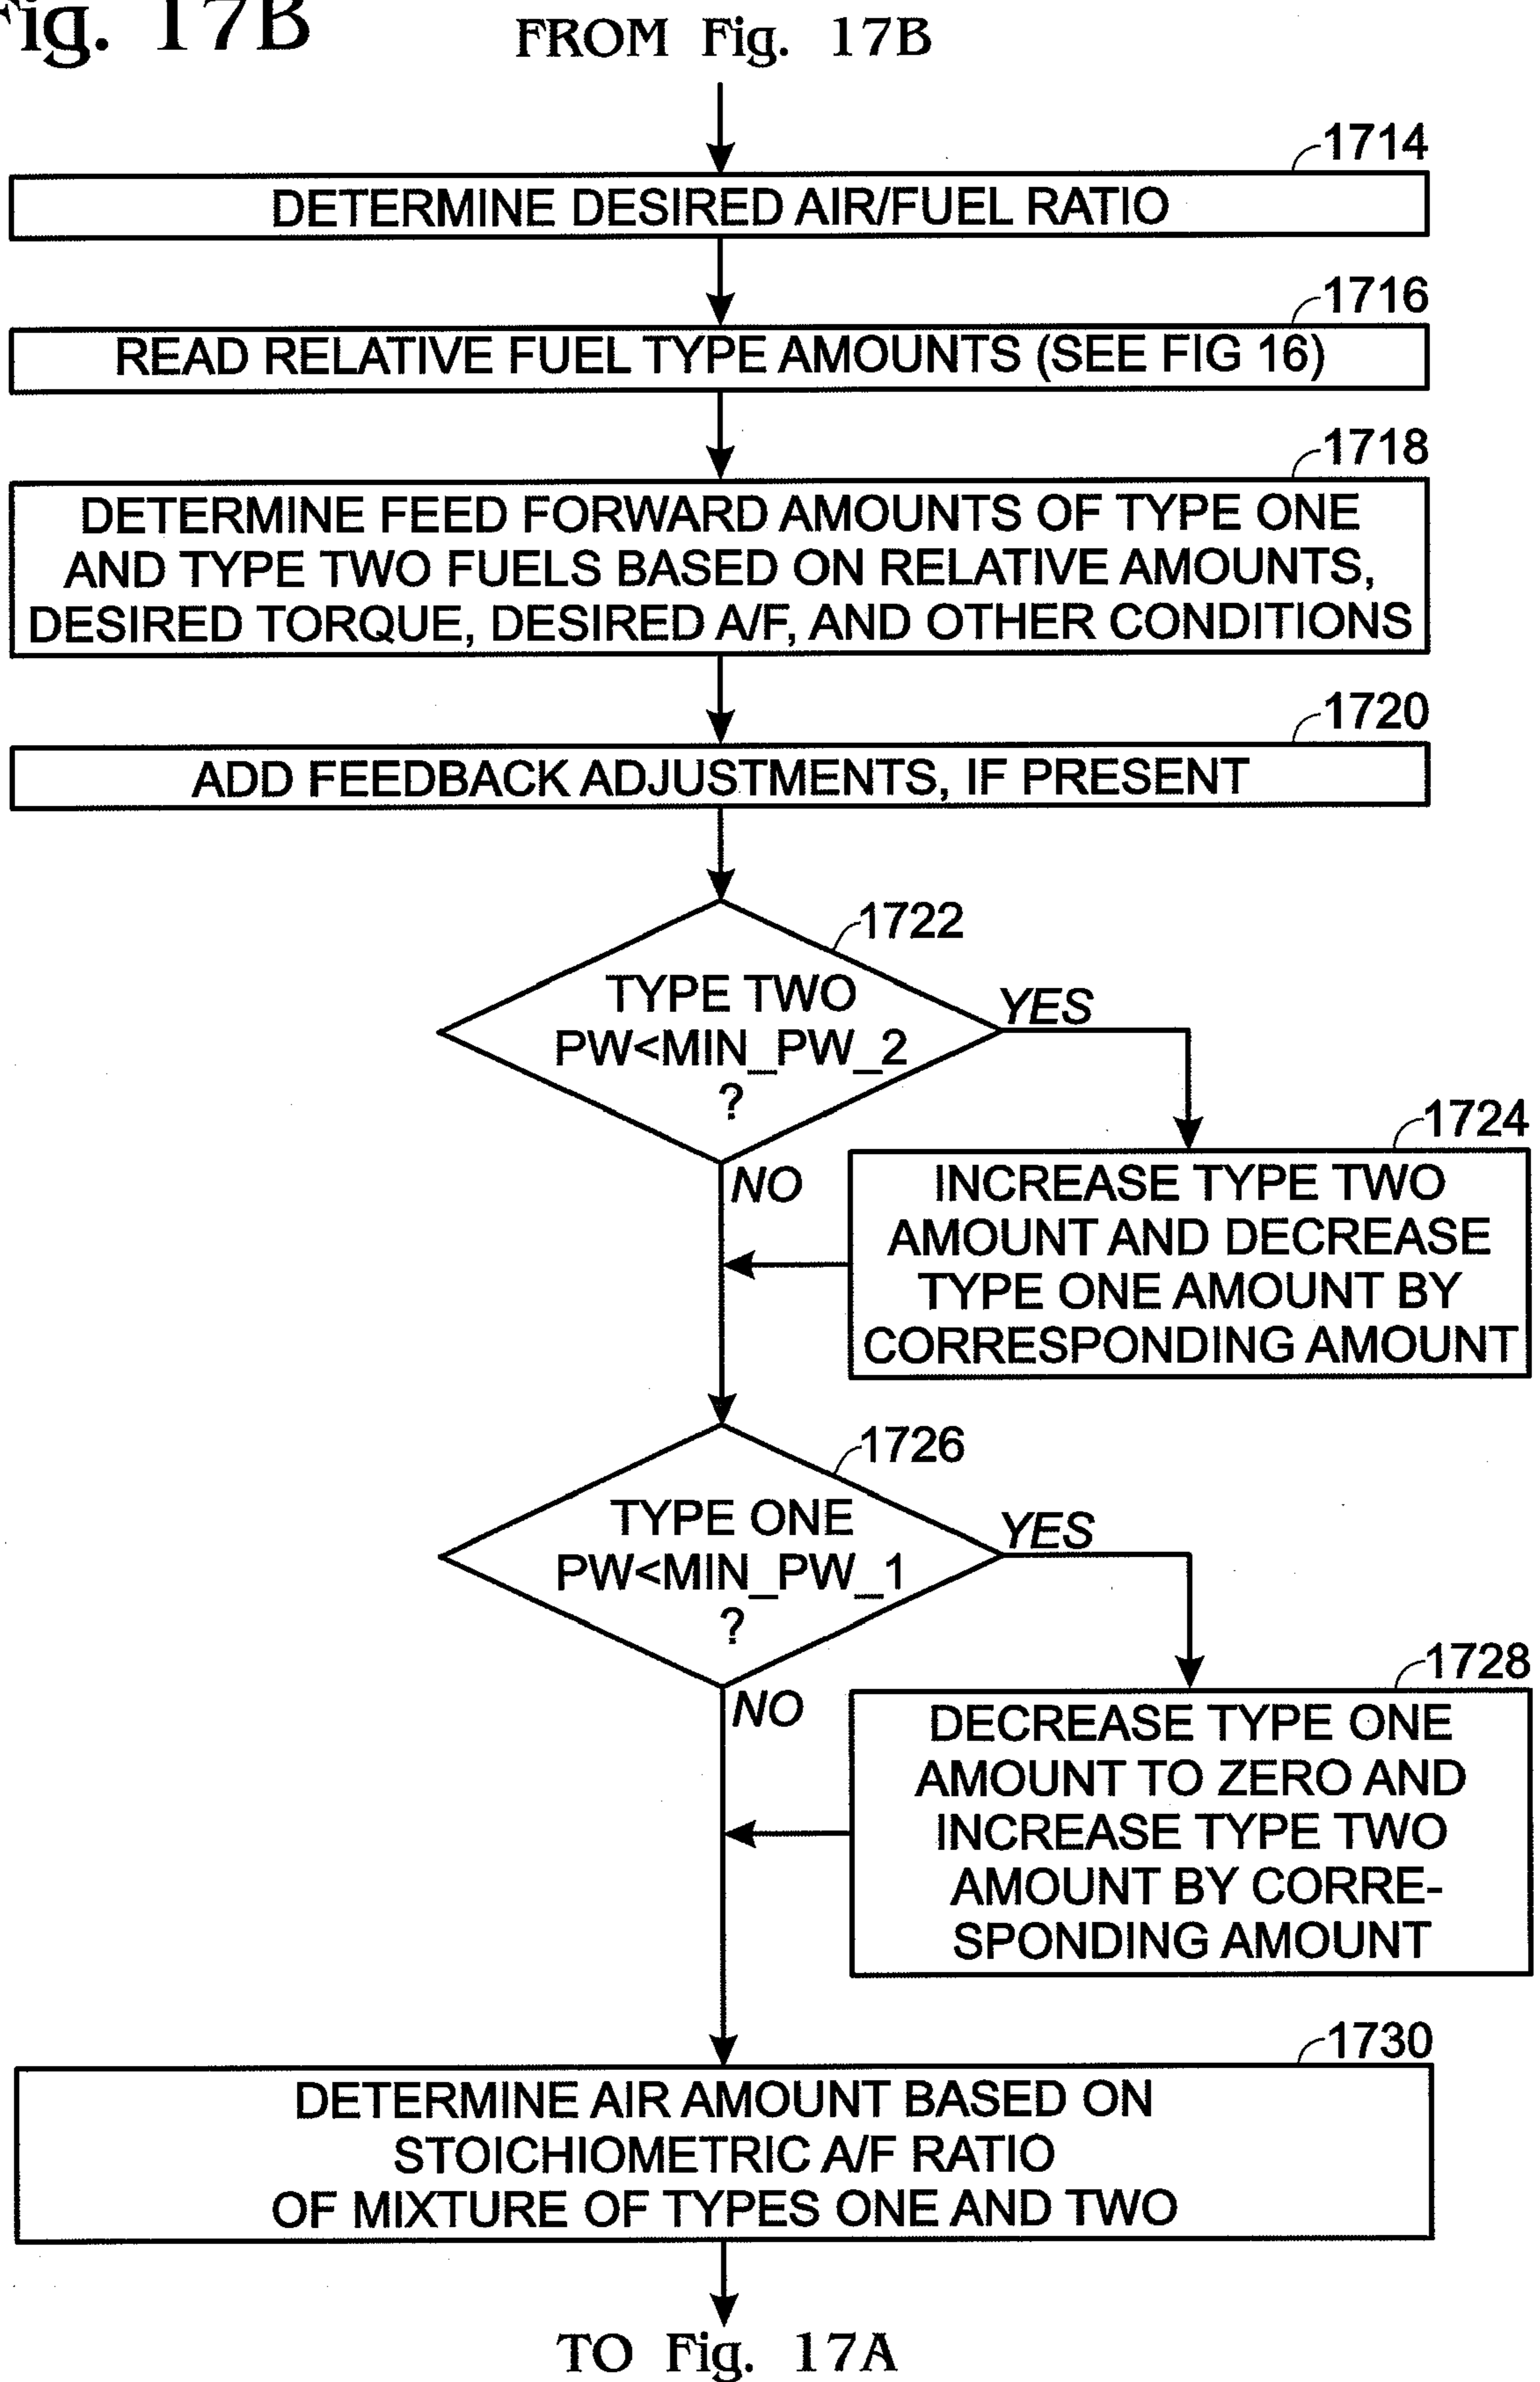 Fig. 17B
FROM Fig. 17B
1714
DETERMINE DESIRED AIR/FUEL RATIO
1716
READ RELATIVE FUEL TYPE AMOUNTS (SEE FIG 16)
1718
DETERMINE FEED FORWARD AMOUNTS OF TYPE ONE
AND TYPE TWO FUELS BASED ON RELATIVE AMOUNTS,
DESIRED TORQUE, DESIRED A/F, AND OTHER CONDITIONS
1720
ADD FEEDBACK ADJUSTMENTS, IF PRESENT
1722
TYPE TWO
PW<MIN_PW_2
?
YES
NO
1724
INCREASE TYPE TWO
AMOUNT AND DECREASE
TYPE ONE AMOUNT BY
CORRESPONDING AMOUNT
1726
TYPE ONE
PW<MIN_PW_1
?
YES
NO
1728
DECREASE TYPE ONE
AMOUNT TO ZERO AND
INCREASE TYPE TWO
AMOUNT BY CORRE-
SPONDING AMOUNT
1730
DETERMINE AIR AMOUNT BASED ON
STOICHIOMETRIC A/F RATIO
OF MIXTURE OF TYPES ONE AND TWO
TO Fig. 17A